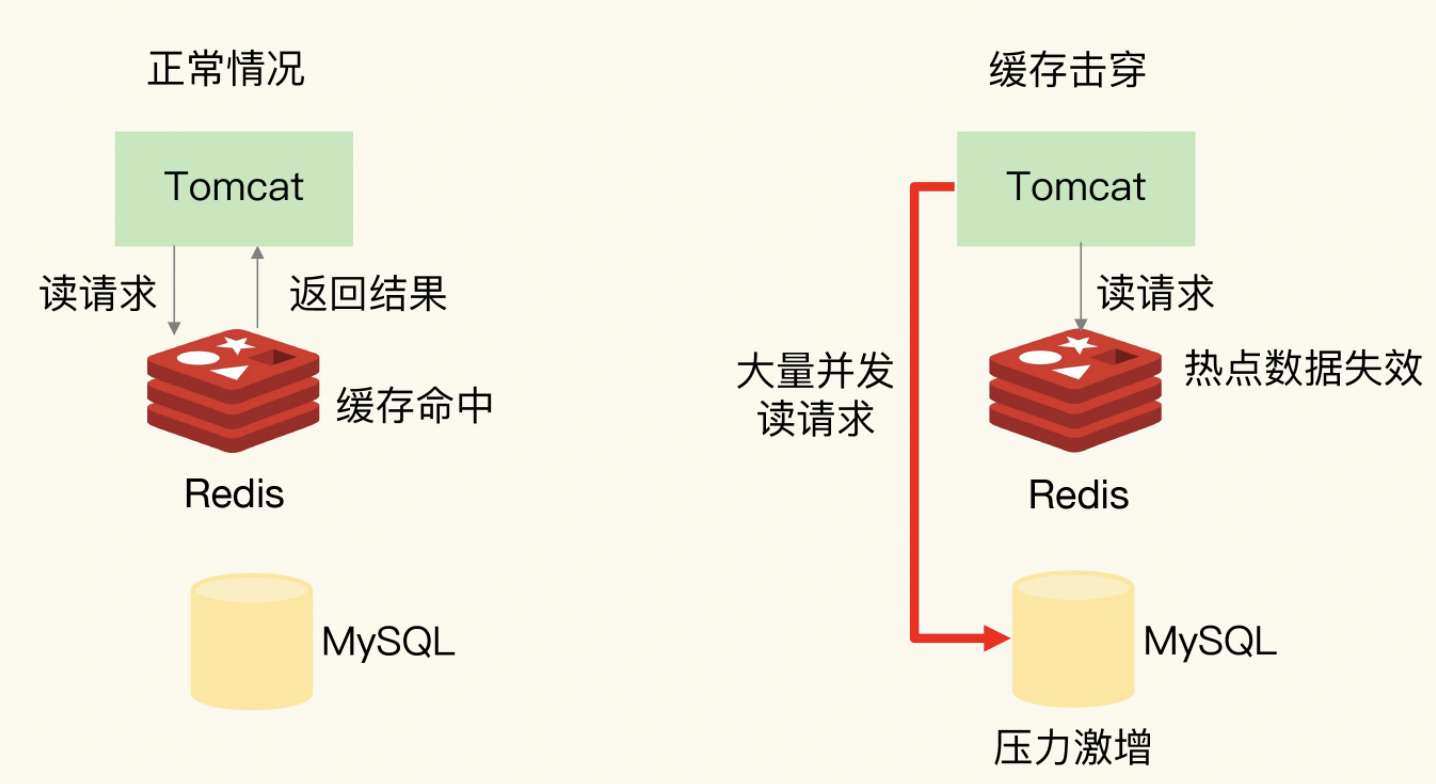 正常情况
Tomcat
读请求
返回结果
缓存命中
Redis
MySQL
缓存击穿
Tomcat
读请求
热点数据失效
大量并发
读请求
Redis
MySQL
压力激增